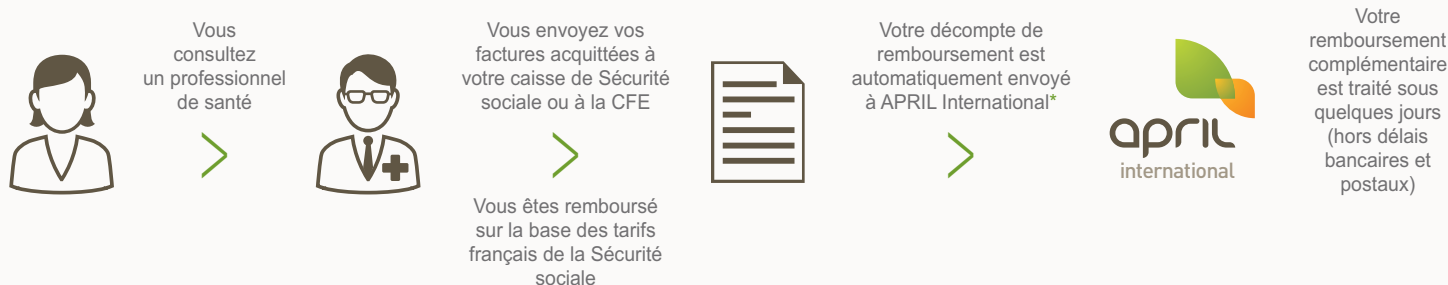 Vous
consultez
un professionnel
de santé
Vous envoyez vos
factures acquittées à
votre caisse de Sécurité
sociale ou à la CFE
Vous êtes remboursé
sur la base des tarifs
français de la Sécurité
sociale
Votre décompte de
remboursement est
automatiquement envoyé
à APRIL International*
april
international
Votre
remboursement
complémentaire
est traité sous
quelques jours
(hors délais
bancaires et
postaux)